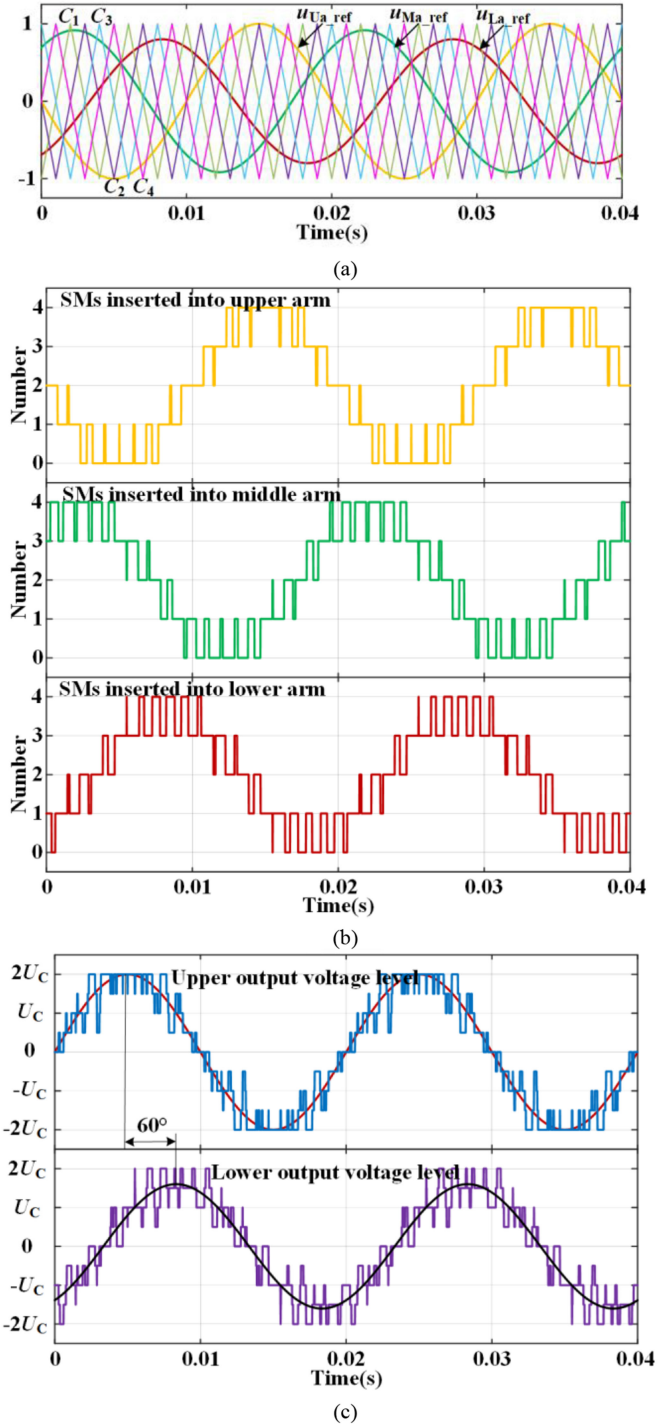 C1 C3 uUa_ref uMa_ref uLa_ref
1
0
-1
C2 C4
0 0.01 0.02 0.03 0.04
Time(s)
(a)
SMs inserted into upper arm
4
3
2
1
0
Number
SMs inserted into middle arm
4
3
2
1
0
Number
SMs inserted into lower arm
4
3
2
1
0
Number
0 0.01 0.02 0.03 0.04
Time(s)
(b)
Upper output voltage level
2UC
UC
0
-UC
-2UC
60°
Lower output voltage level
2UC
UC
0
-UC
-2UC
0 0.01 0.02 0.03 0.04
Time(s)
(c)